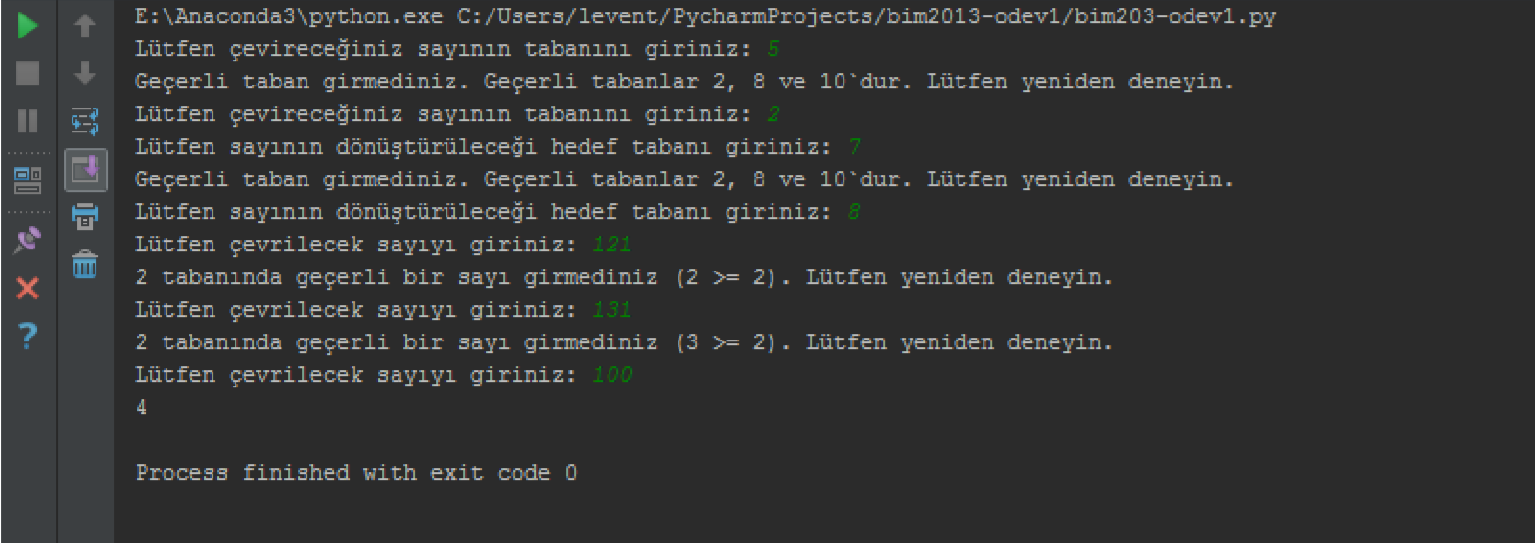 E:\Anaconda3\python.exe C:/Users/levent/PycharmProjects/bim2013-odev1/bim203-odev1.py
Lütfen çevireceğiniz sayının tabanını giriniz: 5
Geçerli taban girmediniz. Geçerli tabanlar 2, 8 ve 10`dur. Lütfen yeniden deneyin.
Lütfen çevireceğiniz sayının tabanını giriniz: 2
Lütfen sayının dönüştürüleceği hedef tabanı giriniz: 7
Geçerli taban girmediniz. Geçerli tabanlar 2, 8 ve 10`dur. Lütfen yeniden deneyin.
Lütfen sayının dönüştürüleceği hedef tabanı giriniz: 8
Lütfen çevrilecek sayıyı giriniz: 121
2 tabanında geçerli bir sayı girmediniz (2 >= 2). Lütfen yeniden deneyin.
Lütfen çevrilecek sayıyı giriniz: 131
2 tabanında geçerli bir sayı girmediniz (3 >= 2). Lütfen yeniden deneyin.
Lütfen çevrilecek sayıyı giriniz: 100
4
Process finished with exit code 0